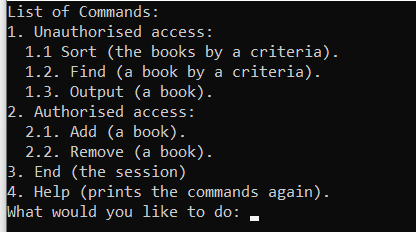 List of Commands:
1. Unauthorised access:
  1.1 Sort (the books by a criteria).
  1.2. Find (a book by a criteria).
  1.3. Output (a book).
2. Authorised access:
  2.1. Add (a book).
  2.2. Remove (a book).
3. End (the session)
4. Help (prints the commands again).
What would you like to do: